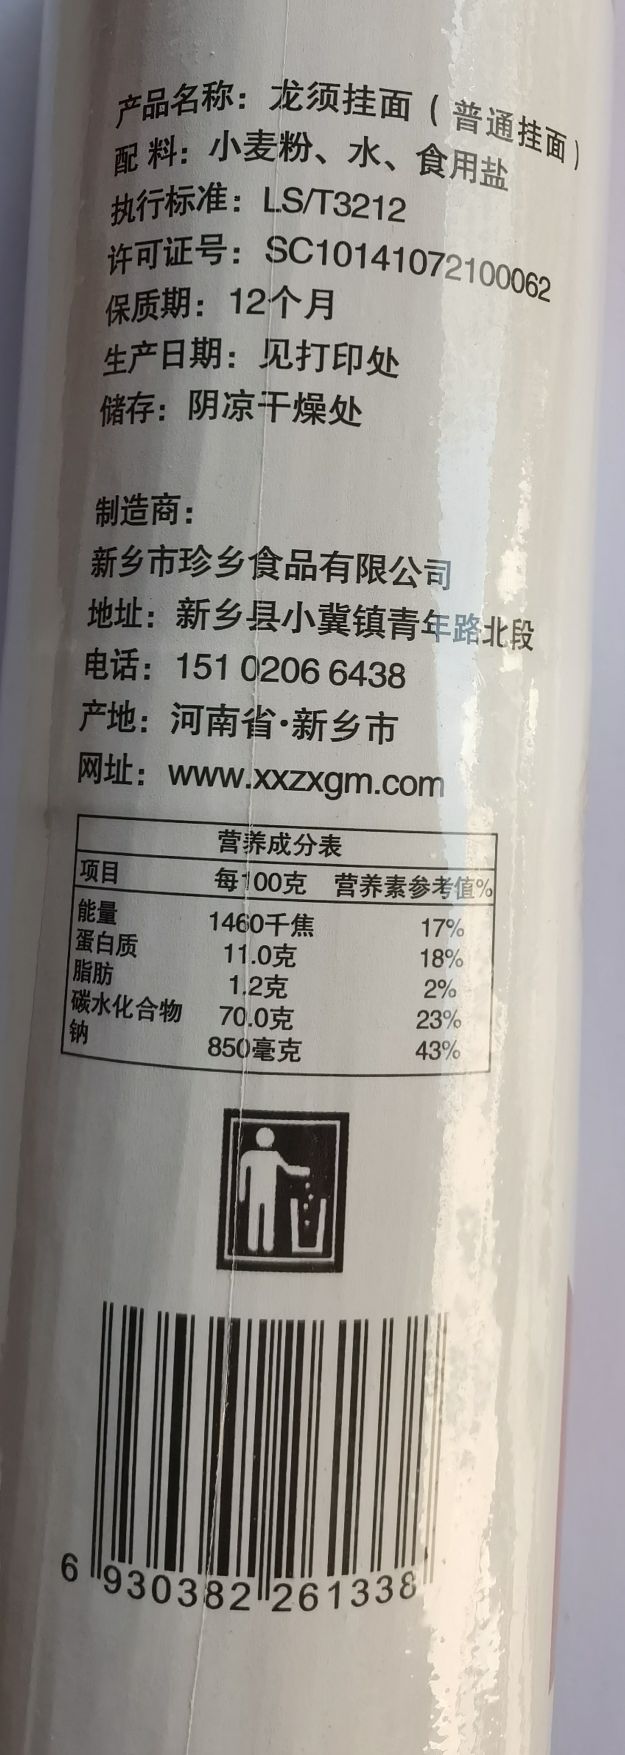 产品名称：龙须挂面（普通挂面）
配 料：小麦粉、水、食用盐
执行标准：LS/T3212
许可证号：SC10141072100062
保质期：12个月
生产日期：见打印处
储存：阴凉干燥处
制造商：
新乡市珍乡食品有限公司
地址：新乡县小冀镇青年路北段
电话：151 0206 6438
产地：河南省·新乡市
网址：www.xxzxgm.com
营养成分表
项目 每100克 营养素参考值%
能量 1460千焦 17%
蛋白质 11.0克 18%
脂肪 1.2克 2%
碳水化合物 70.0克 23%
钠 850毫克 43%
6 930382 261338